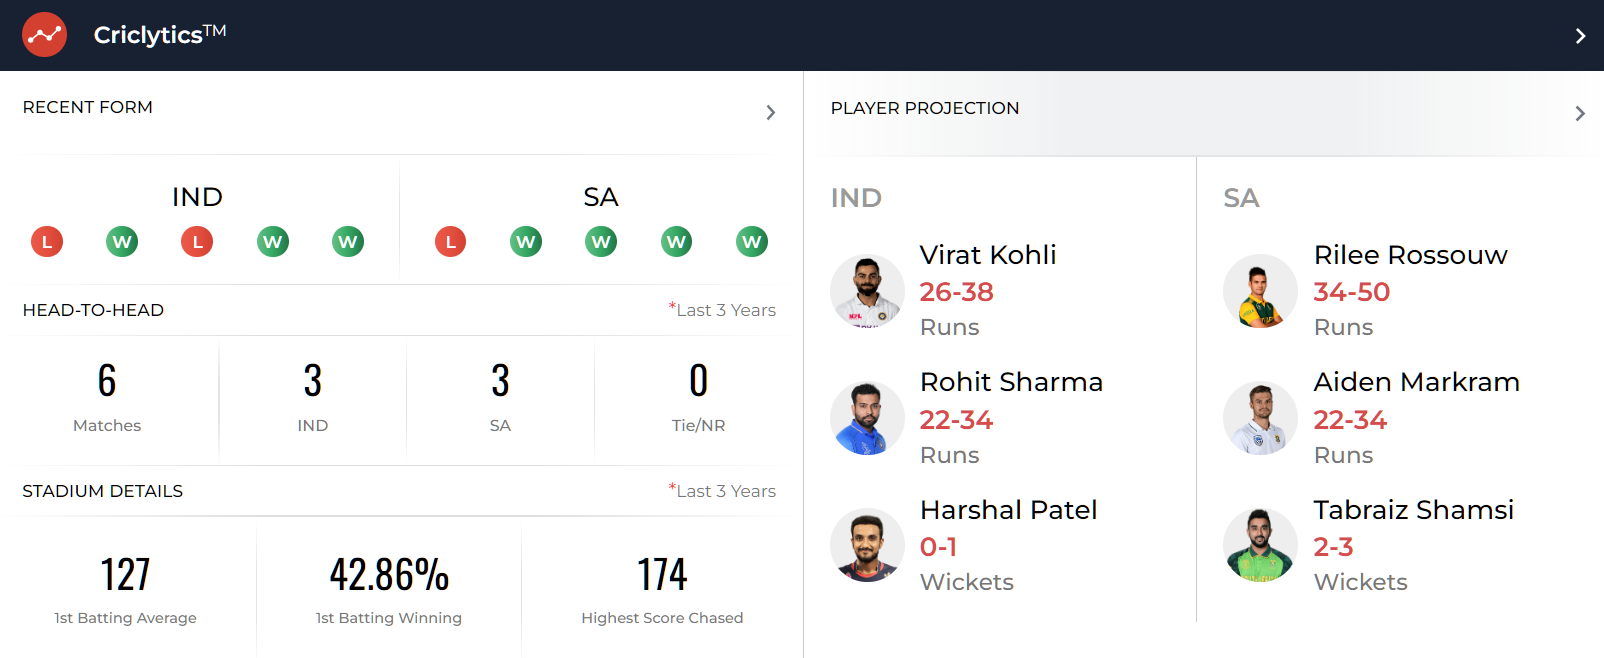 Criclytics™
RECENT FORM
IND
L W L W W
SA
L W W W W
HEAD-TO-HEAD
*Last 3 Years
6
Matches
3
IND
3
SA
0
Tie/NR
STADIUM DETAILS
*Last 3 Years
127
1st Batting Average
42.86%
1st Batting Winning
174
Highest Score Chased
PLAYER PROJECTION
IND
Virat Kohli
26-38
Runs
Rohit Sharma
22-34
Runs
Harshal Patel
0-1
Wickets
SA
Rilee Rossouw
34-50
Runs
Aiden Markram
22-34
Runs
Tabraiz Shamsi
2-3
Wickets